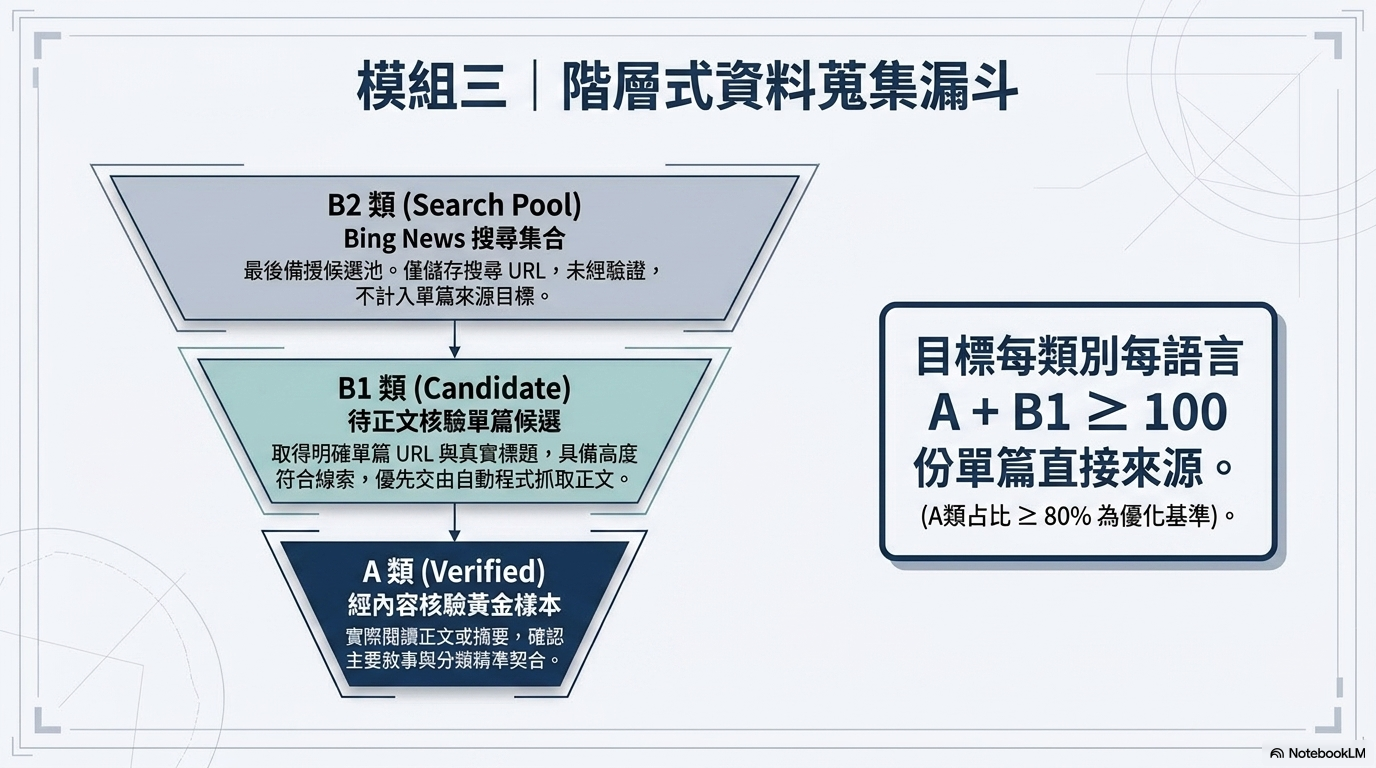 模組三｜階層式資料蒐集漏斗
B2 類 (Search Pool)
Bing News 搜尋集合
最後備援候選池。僅儲存搜尋 URL，未經驗證，
不計入單篇來源目標。
B1 類 (Candidate)
待正文核驗單篇候選
取得明確單篇 URL 與真實標題，具備高度
符合線索，優先交由自動程式抓取正文。
A 類 (Verified)
經內容核驗黃金樣本
實際閱讀正文或摘要，確認
主要敘事與分類精準契合。
目標每類別每語言
A + B1 ≥ 100
份單篇直接來源。
(A類占比 ≥ 80% 為優化基準)。
NotebookLM